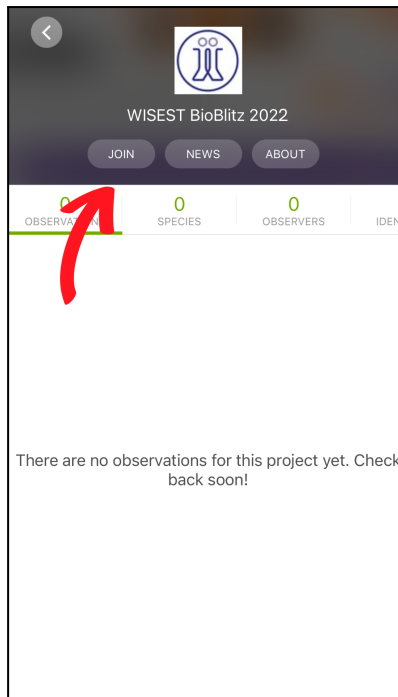 WISEST BioBlitz 2022
JOIN NEWS ABOUT
0 0 0
SPECIES OBSERVERS
There are no observations for this project yet. Check
back soon!